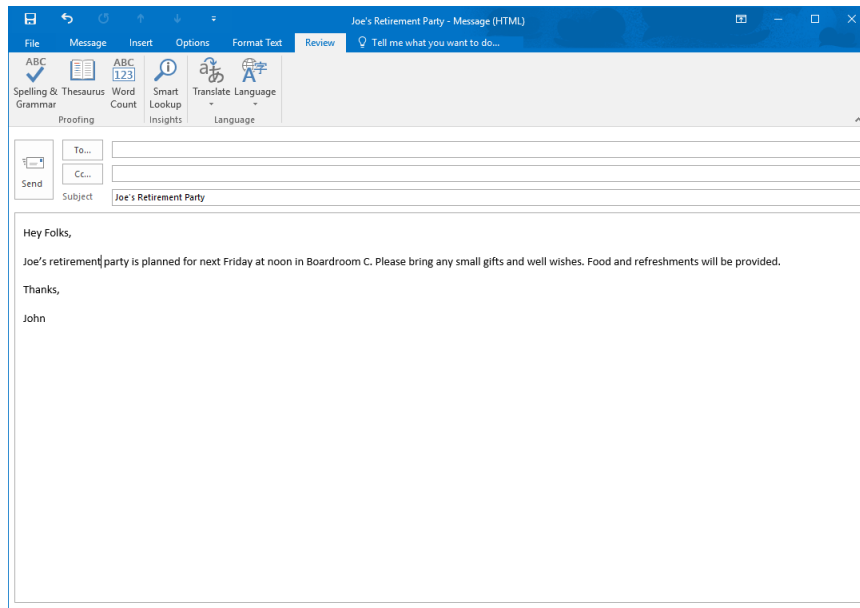 Joe's Retirement Party - Message (HTML)
File Message Insert Options Format Text Review Tell me what you want to do...
ABC ABC
123
Spelling & Thesaurus Word Smart Translate Language
Grammar Count Lookup
Proofing Insights Language
To...
Cc...
Send
Subject Joe's Retirement Party
Hey Folks,
Joe’s retirement party is planned for next Friday at noon in Boardroom C. Please bring any small gifts and well wishes. Food and refreshments will be provided.
Thanks,
John